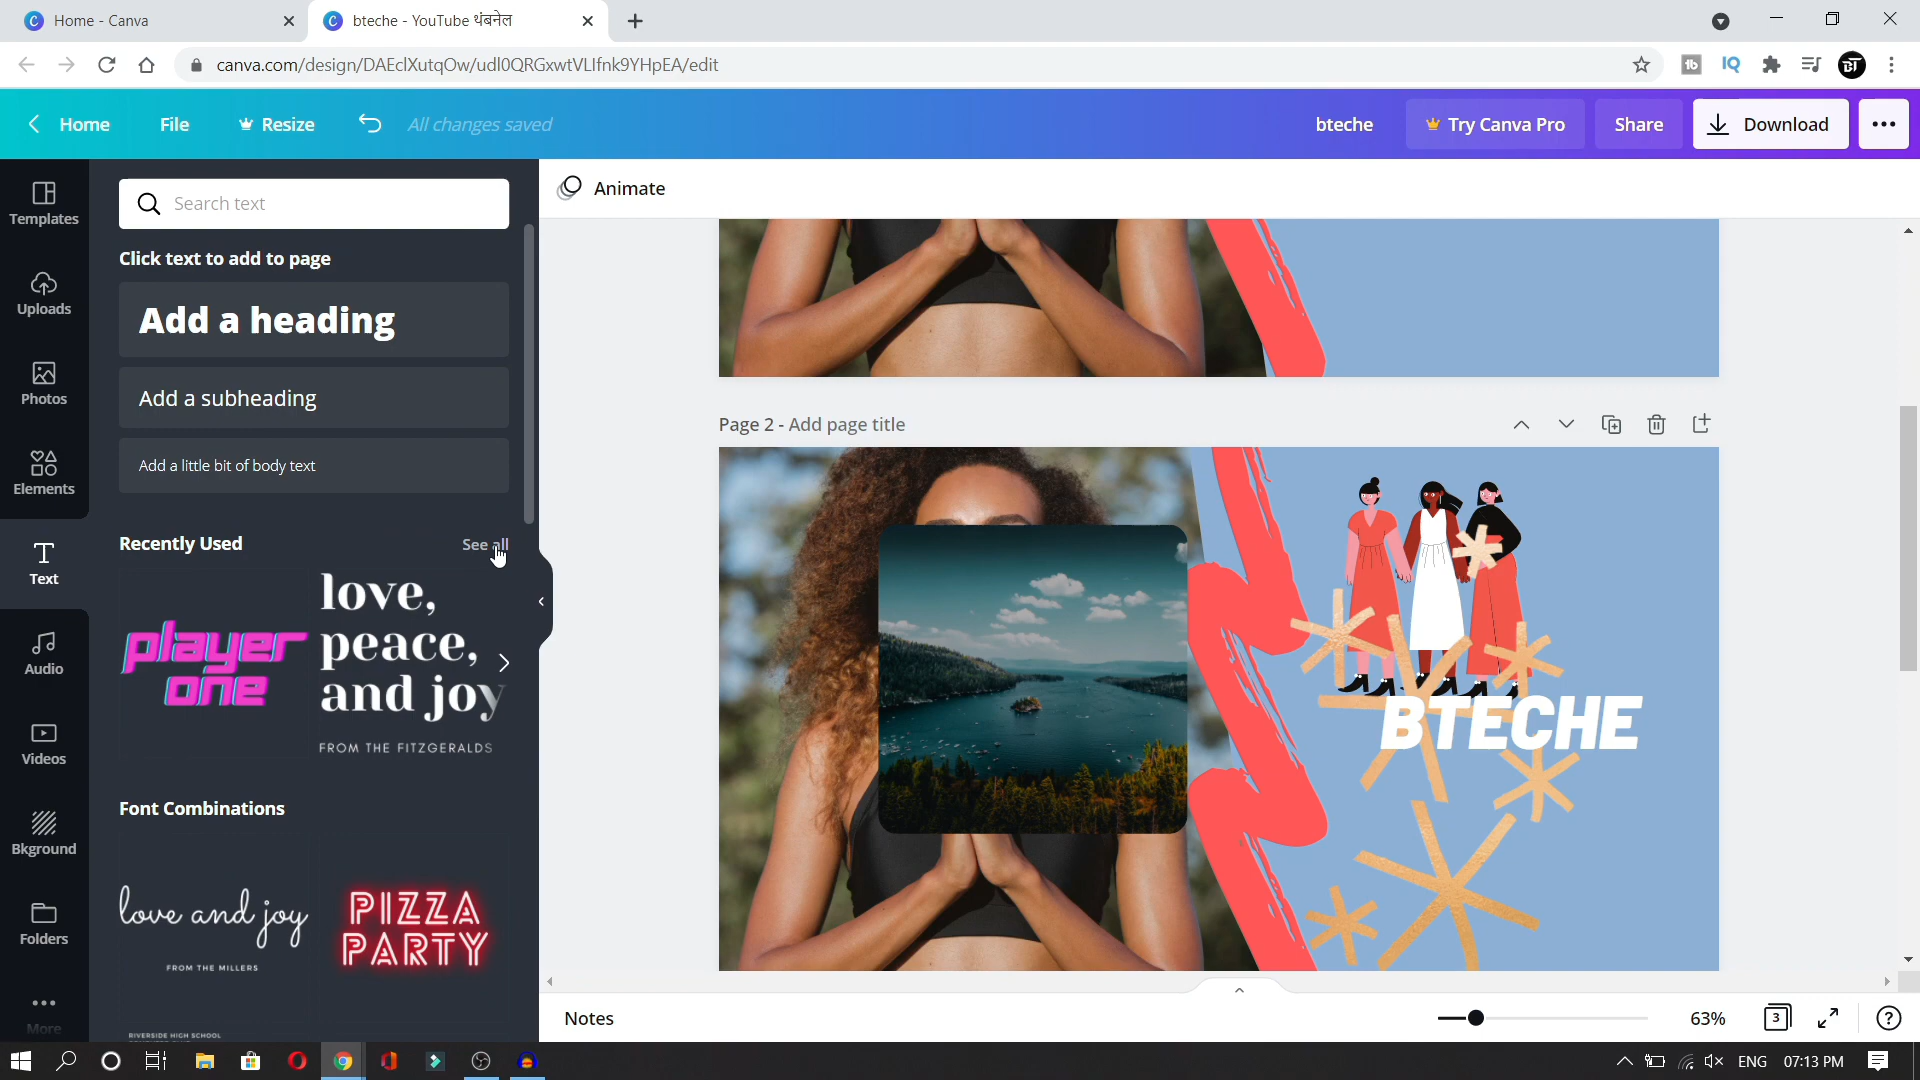 Home - Canva
bteche - YouTube थंबनेल
canva.com/design/DAEclXutqOw/udl0QRGxwtVLlfnk9YHpEA/edit
Home
File
Resize
All changes saved
bteche
Try Canva Pro
Share
Download
Templates
Uploads
Photos
Elements
Text
Audio
Videos
Bkground
Folders
More
Search text
Click text to add to page
Add a heading
Add a subheading
Add a little bit of body text
Recently Used
See all
player
one
love,
peace,
and joy
FROM THE FITZGERALDS
Font Combinations
love and joy
FROM THE MILLERS
PIZZA
PARTY
RIVERSIDE HIGH SCHOOL
Animate
Page 2 - Add page title
BTECHE
Notes
63%
3
ENG
07:13 PM